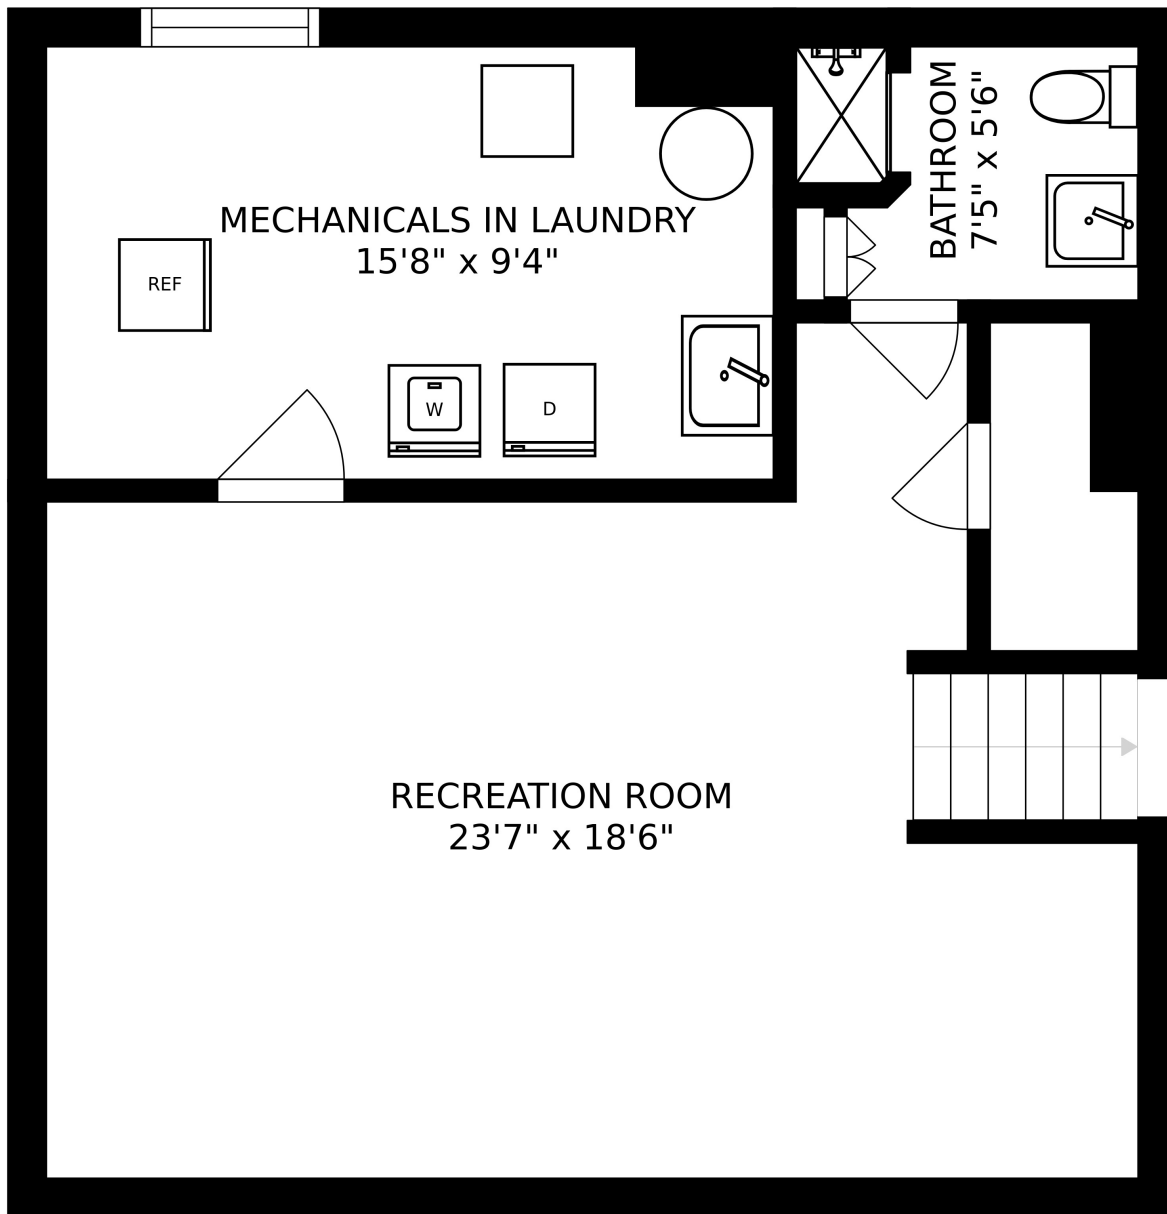 MECHANICALS IN LAUNDRY
15'8" x 9'4"
REF
W
D
BATHROOM
7'5" x 5'6"
RECREATION ROOM
23'7" x 18'6"